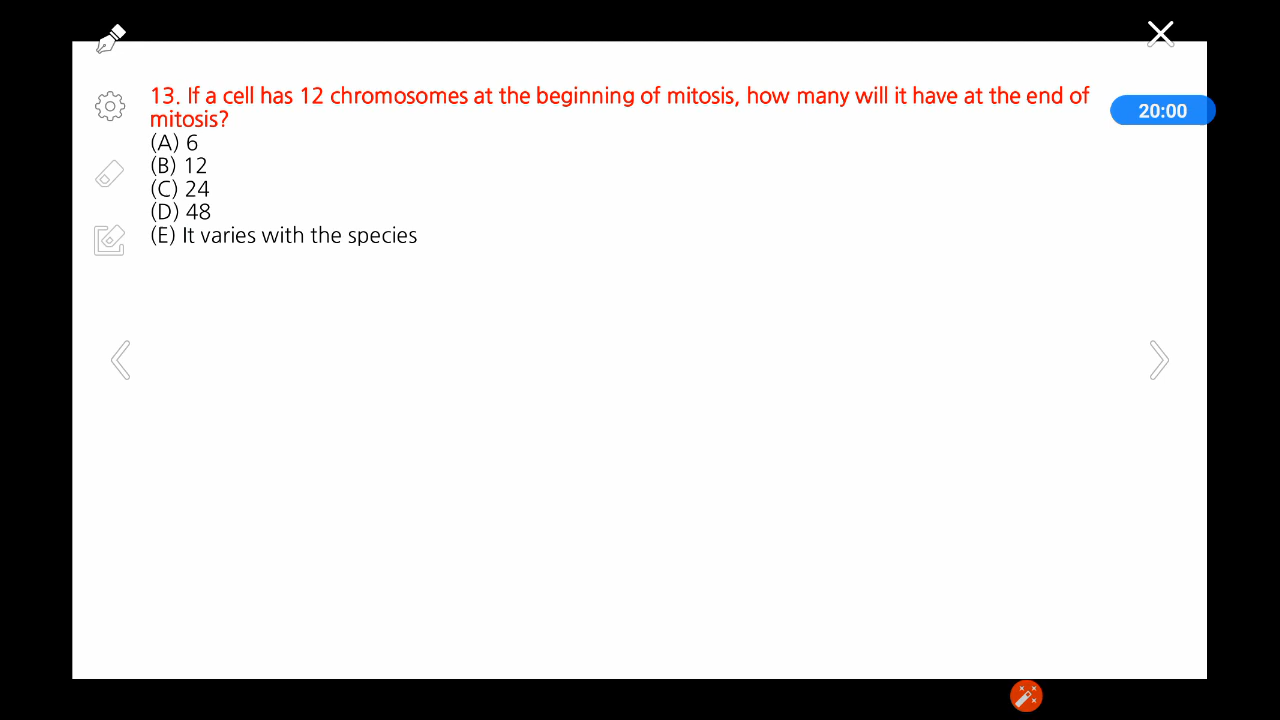 13. If a cell has 12 chromosomes at the beginning of mitosis, how many will it have at the end of
mitosis?
(A) 6
(B) 12
(C) 24
(D) 48
(E) It varies with the species
20:00